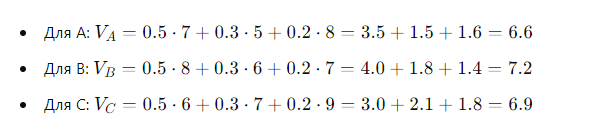 • Для A: V_A = 0.5 · 7 + 0.3 · 5 + 0.2 · 8 = 3.5 + 1.5 + 1.6 = 6.6
• Для B: V_B = 0.5 · 8 + 0.3 · 6 + 0.2 · 7 = 4.0 + 1.8 + 1.4 = 7.2
• Для C: V_C = 0.5 · 6 + 0.3 · 7 + 0.2 · 9 = 3.0 + 2.1 + 1.8 = 6.9